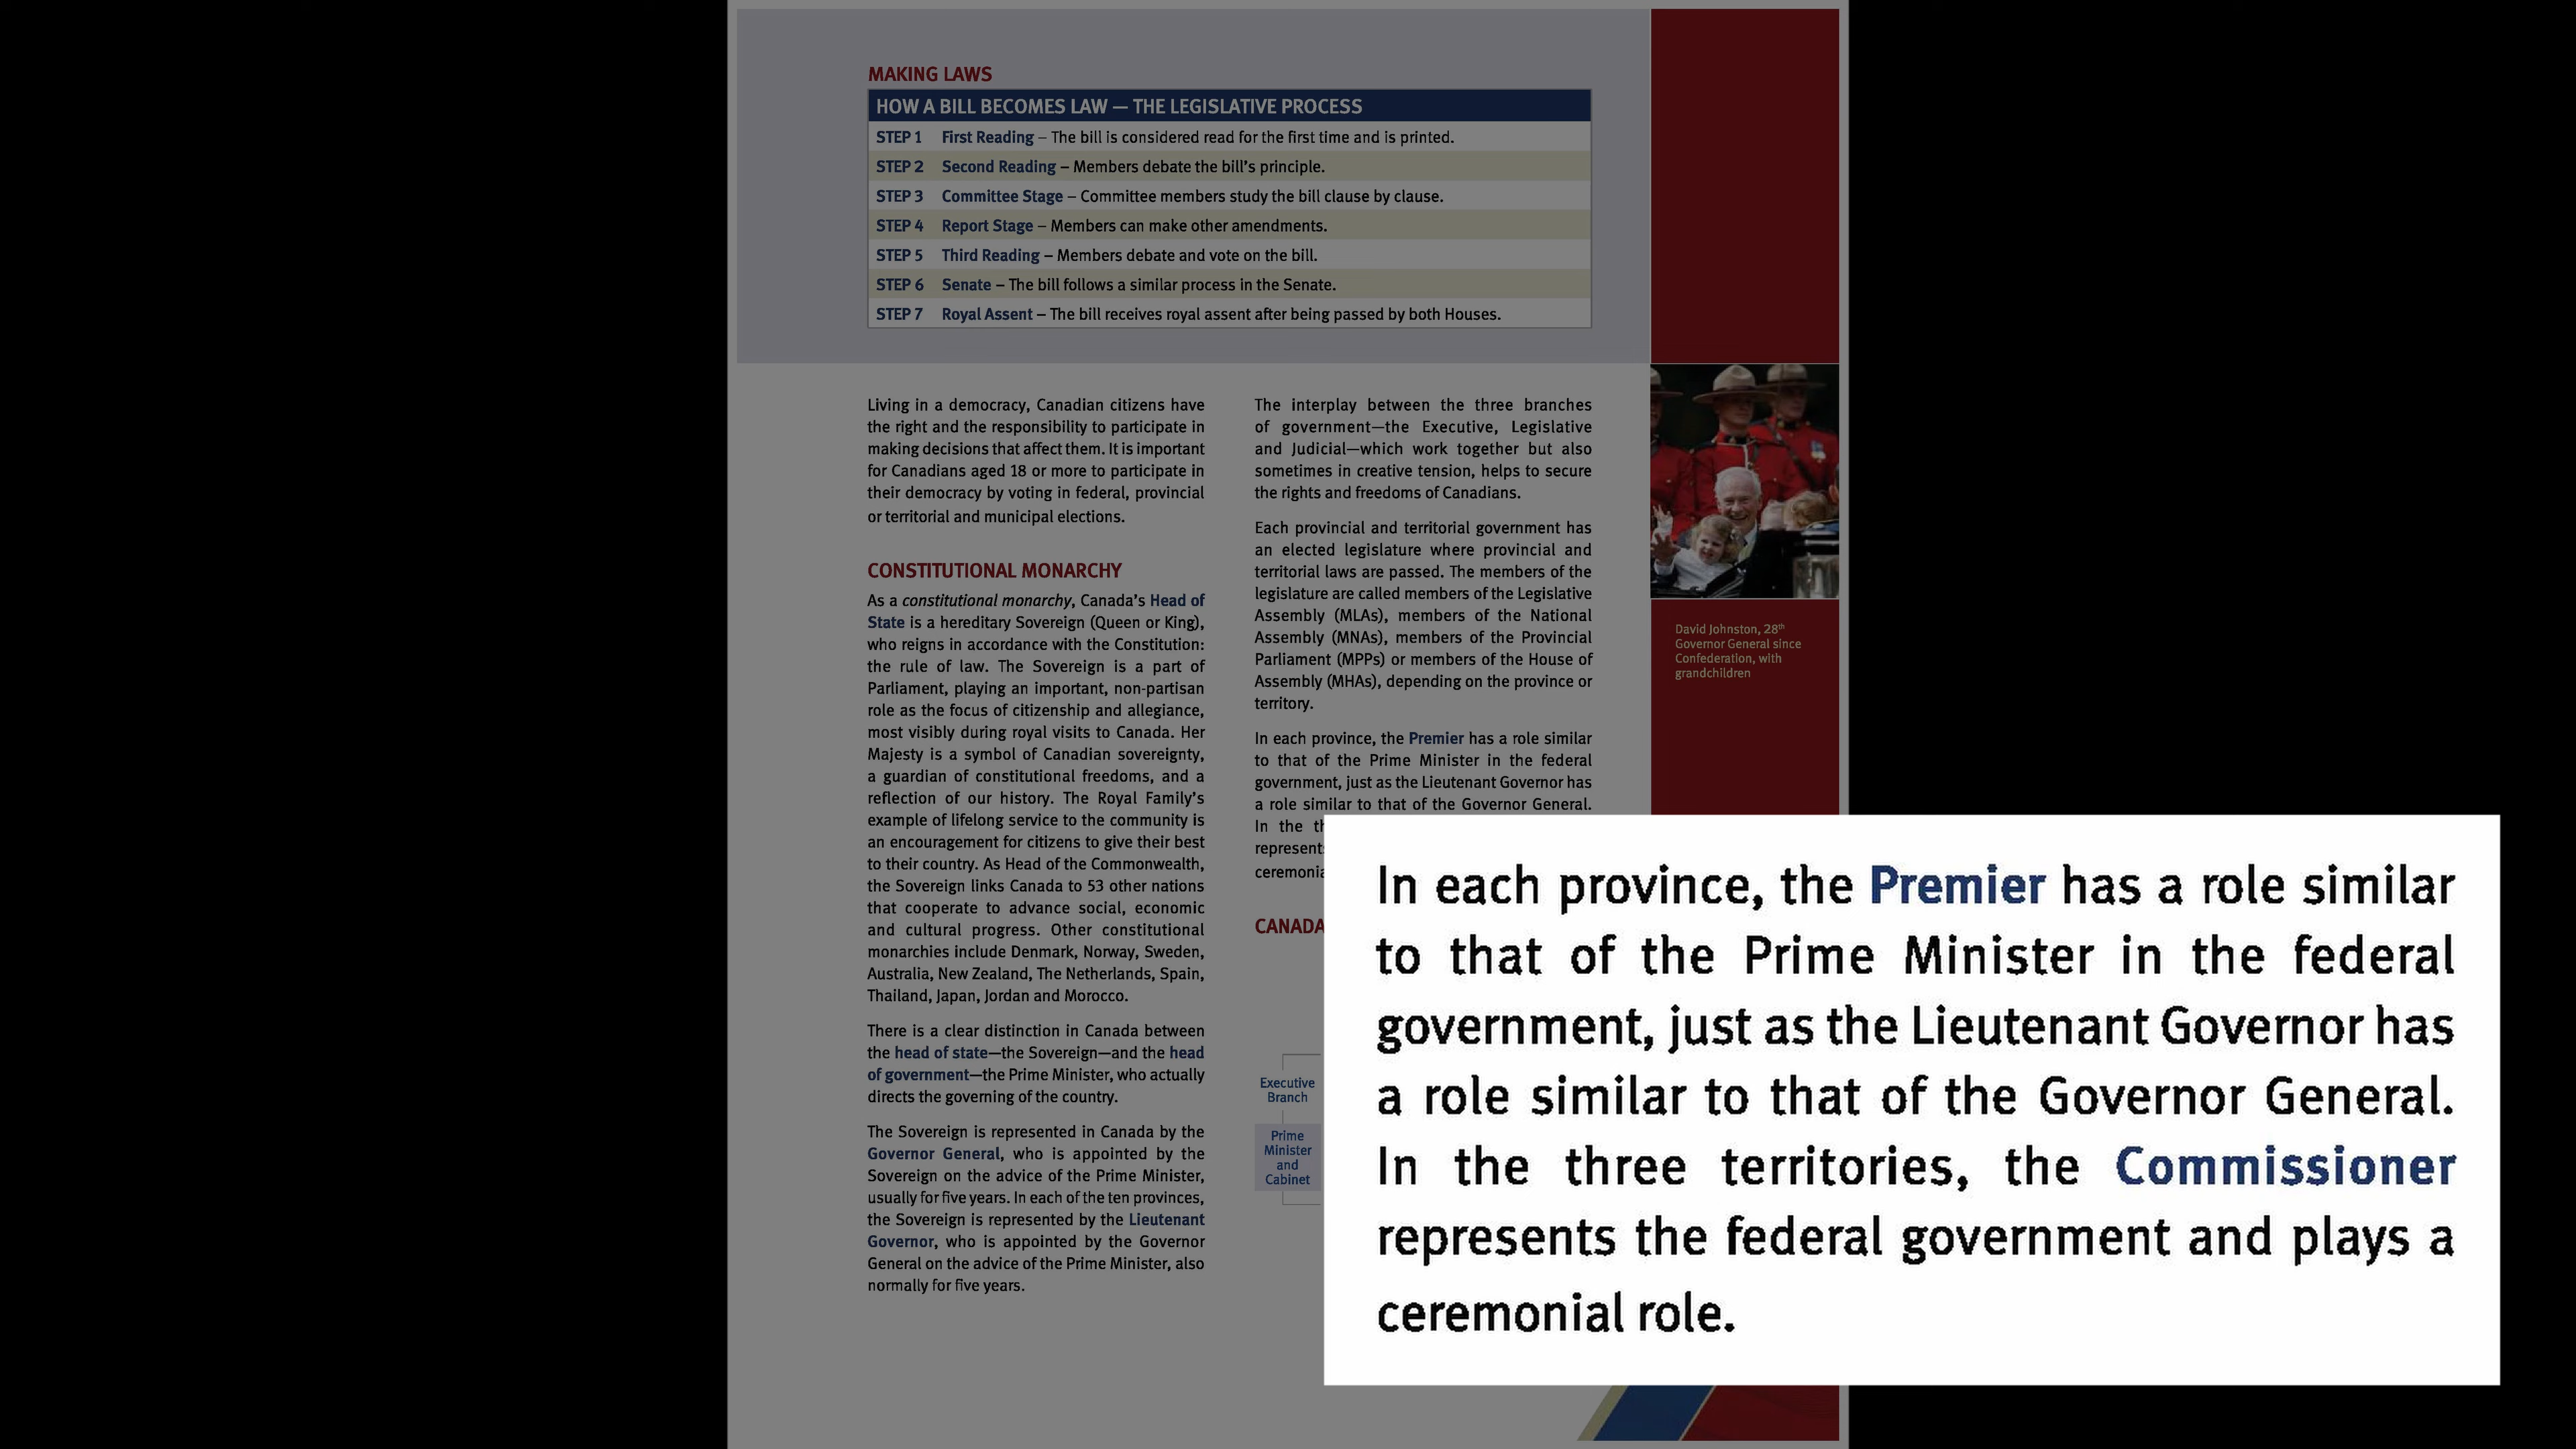 MAKING LAWS
HOW A BILL BECOMES LAW — THE LEGISLATIVE PROCESS
STEP 1 First Reading – The bill is considered read for the first time and is printed.
STEP 2 Second Reading – Members debate the bill’s principle.
STEP 3 Committee Stage – Committee members study the bill clause by clause.
STEP 4 Report Stage – Members can make other amendments.
STEP 5 Third Reading – Members debate and vote on the bill.
STEP 6 Senate – The bill follows a similar process in the Senate.
STEP 7 Royal Assent – The bill receives royal assent after being passed by both Houses.
Living in a democracy, Canadian citizens have
the right and the responsibility to participate in
making decisions that affect them. It is important
for Canadians aged 18 or more to participate in
their democracy by voting in federal, provincial
or territorial and municipal elections.
CONSTITUTIONAL MONARCHY
As a constitutional monarchy, Canada’s Head of
State is a hereditary Sovereign (Queen or King),
who reigns in accordance with the Constitution:
the rule of law. The Sovereign is a part of
Parliament, playing an important, non-partisan
role as the focus of citizenship and allegiance,
most visibly during royal visits to Canada. Her
Majesty is a symbol of Canadian sovereignty,
a guardian of constitutional freedoms, and a
reflection of our history. The Royal Family’s
example of lifelong service to the community is
an encouragement for citizens to give their best
to their country. As Head of the Commonwealth,
the Sovereign links Canada to 53 other nations
that cooperate to advance social, economic
and cultural progress. Other constitutional
monarchies include Denmark, Norway, Sweden,
Australia, New Zealand, The Netherlands, Spain,
Thailand, Japan, Jordan and Morocco.
There is a clear distinction in Canada between
the head of state—the Sovereign—and the head
of government—the Prime Minister, who actually
directs the governing of the country.
The Sovereign is represented in Canada by the
Governor General, who is appointed by the
Sovereign on the advice of the Prime Minister,
usually for five years. In each of the ten provinces,
the Sovereign is represented by the Lieutenant
Governor, who is appointed by the Governor
General on the advice of the Prime Minister, also
normally for five years.
The interplay between the three branches
of government—the Executive, Legislative
and Judicial—which work together but also
sometimes in creative tension, helps to secure
the rights and freedoms of Canadians.
Each provincial and territorial government has
an elected legislature where provincial and
territorial laws are passed. The members of the
legislature are called members of the Legislative
Assembly (MLAs), members of the National
Assembly (MNAs), members of the Provincial
Parliament (MPPs) or members of the House of
Assembly (MHAs), depending on the province or
territory.
In each province, the Premier has a role similar
to that of the Prime Minister in the federal
government, just as the Lieutenant Governor has
a role similar to that of the Governor General.
In the
CANADA
Executive
Branch
Prime
Minister
and
Cabinet
David Johnston, 28th
Governor General since
Confederation, with
grandchildren
In each province, the Premier has a role similar
to that of the Prime Minister in the federal
government, just as the Lieutenant Governor has
a role similar to that of the Governor General.
In the three territories, the Commissioner
represents the federal government and plays a
ceremonial role.